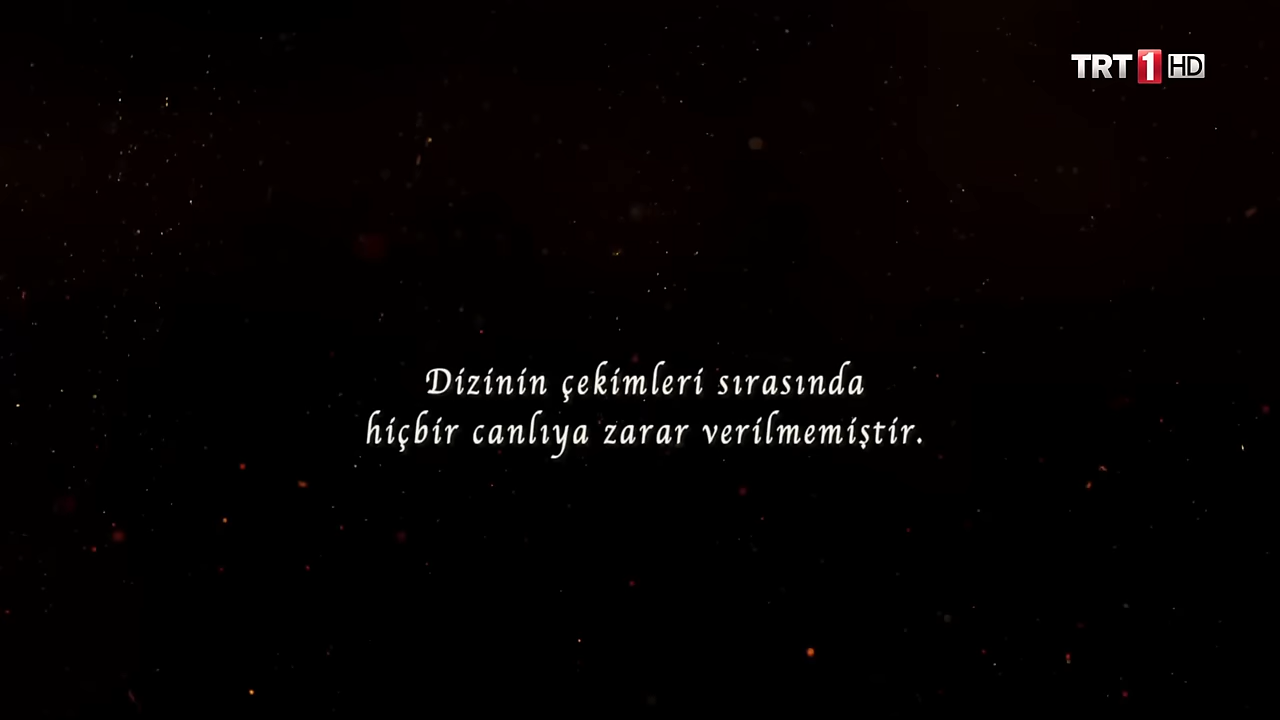 TRT 1 HD
Dizinin çekimleri sırasında
hiçbir canlıya zarar verilmemiştir.